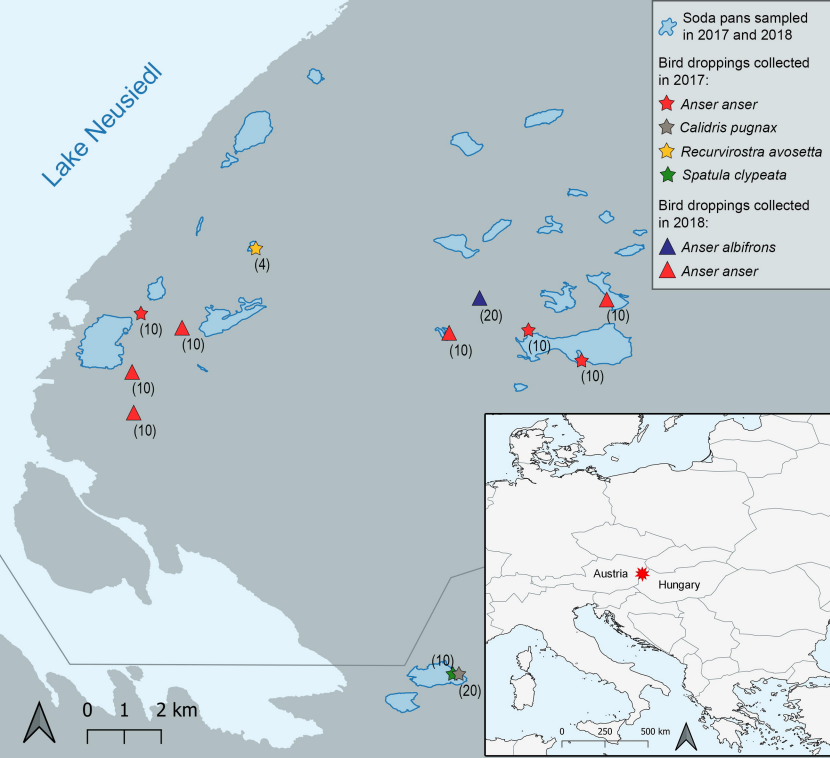 Lake Neusiedl
Soda pans sampled
in 2017 and 2018
Bird droppings collected
in 2017:
Anser anser
Calidris pugnax
Recurvirostra avosetta
Spatula clypeata
Bird droppings collected
in 2018:
Anser albifrons
Anser anser
(4)
(10)
(10)
(20)
(10)
(10)
(10)
(10)
(10)
(10)
(10)
Austria
Hungary
(10)
(20)
0 1 2 km
0 250 500 km